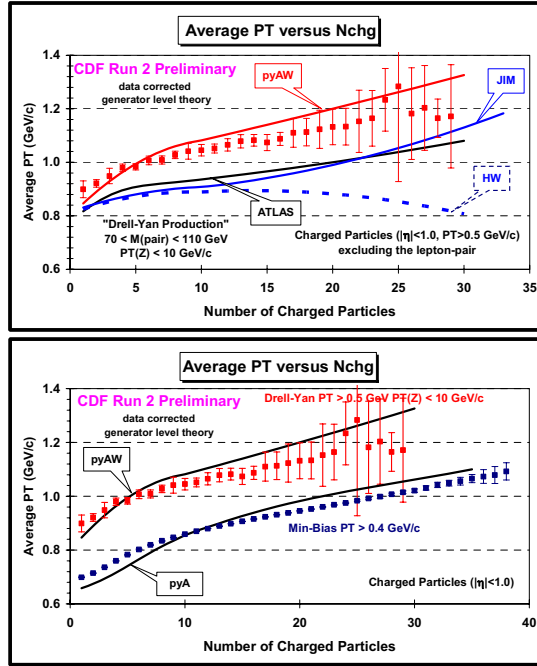 Average PT versus Nchg
CDF Run 2 Preliminary
data corrected
generator level theory
pyAW
JIM
HW
ATLAS
"Drell-Yan Production"
70 < M(pair) < 110 GeV
PT(Z) < 10 GeV/c
Charged Particles (|η|<1.0, PT>0.5 GeV/c)
excluding the lepton-pair
Average PT (GeV/c)
1.4
1.2
1.0
0.8
0.6
0 5 10 15 20 25 30 35
Number of Charged Particles
Average PT versus Nchg
CDF Run 2 Preliminary
data corrected
generator level theory
Drell-Yan PT > 0.5 GeV PT(Z) < 10 GeV/c
pyAW
Min-Bias PT > 0.4 GeV/c
pyA
Charged Particles (|η|<1.0)
Average PT (GeV/c)
1.4
1.2
1.0
0.8
0.6
0 10 20 30 40
Number of Charged Particles